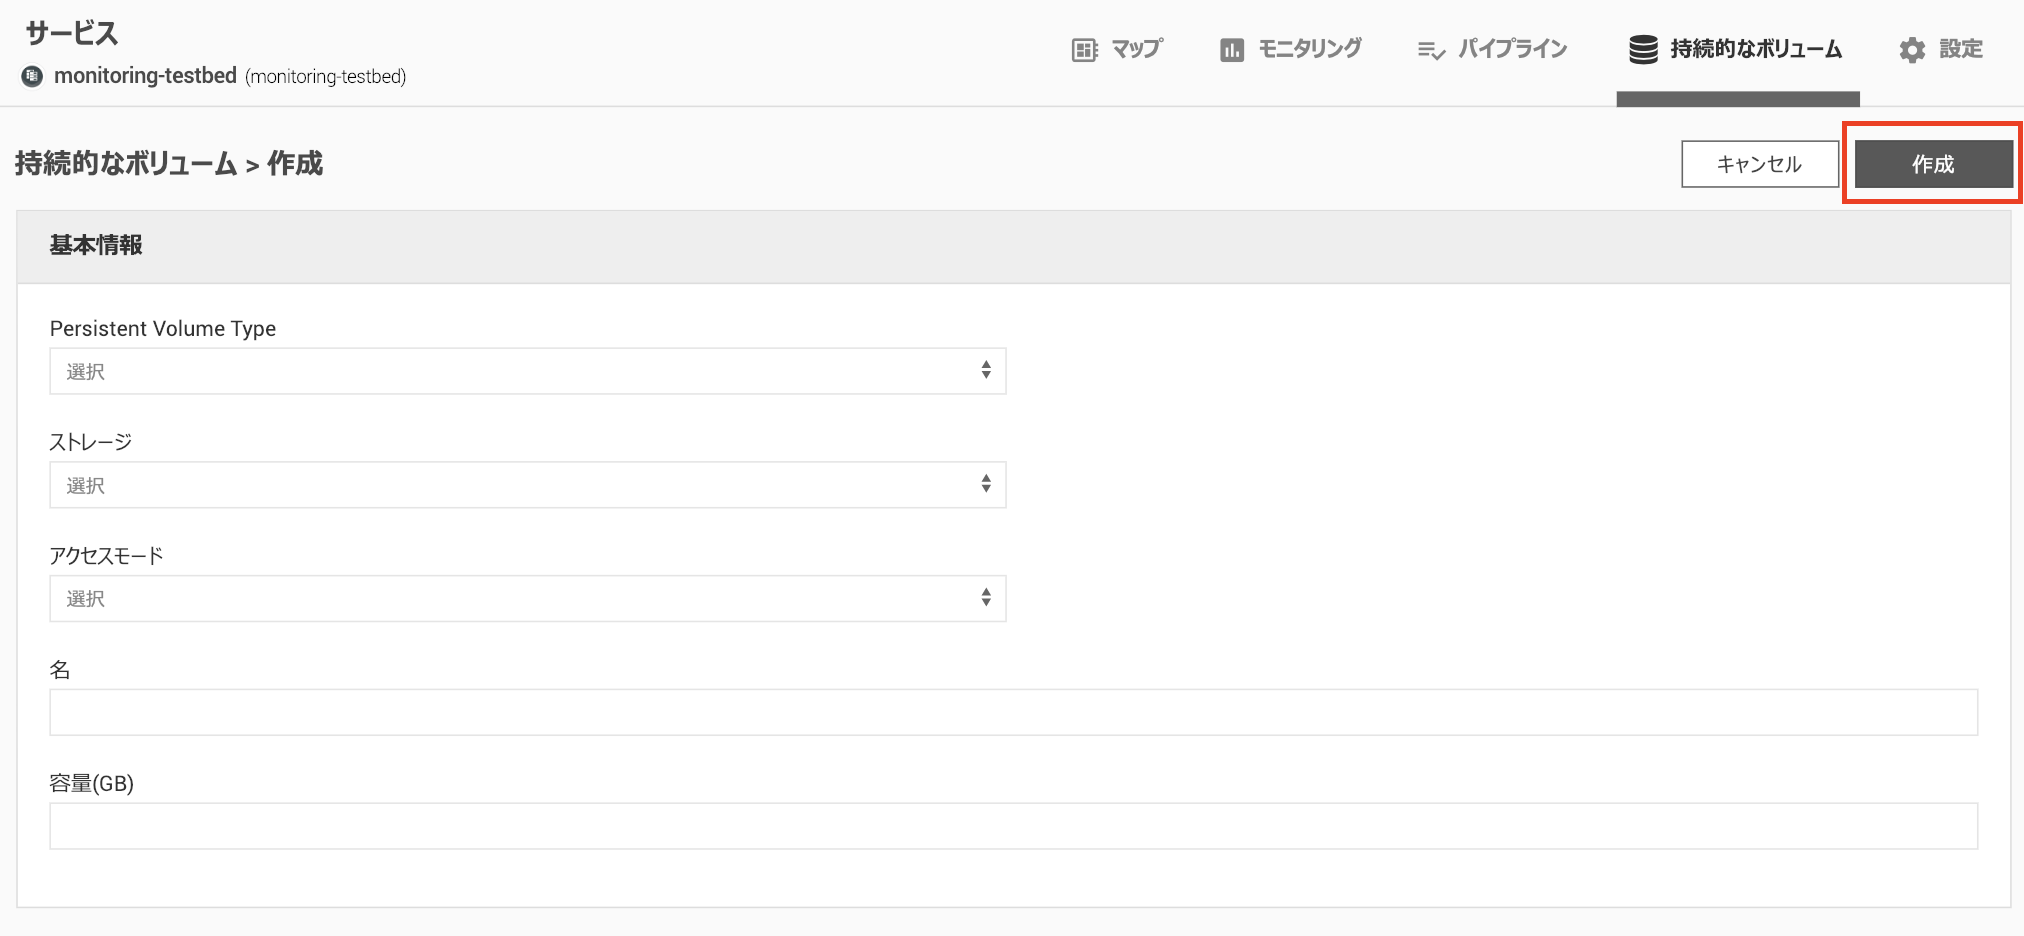 サービス
monitoring-testbed (monitoring-testbed)
マップ
モニタリング
パイプライン
持続的なボリューム
設定
持続的なボリューム > 作成
キャンセル
作成
基本情報
Persistent Volume Type
選択
ストレージ
選択
アクセスモード
選択
名
容量(GB)